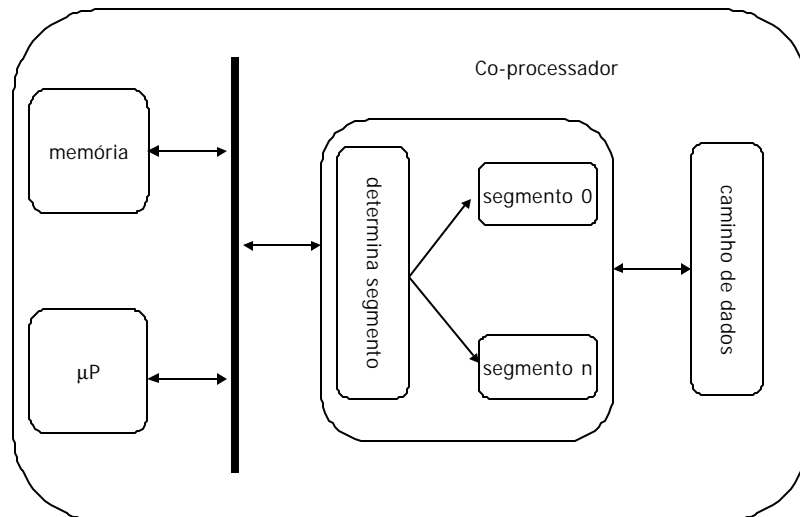 Co-processador
memória
determina segmento
segmento 0
caminho de dados
segmento n
μP